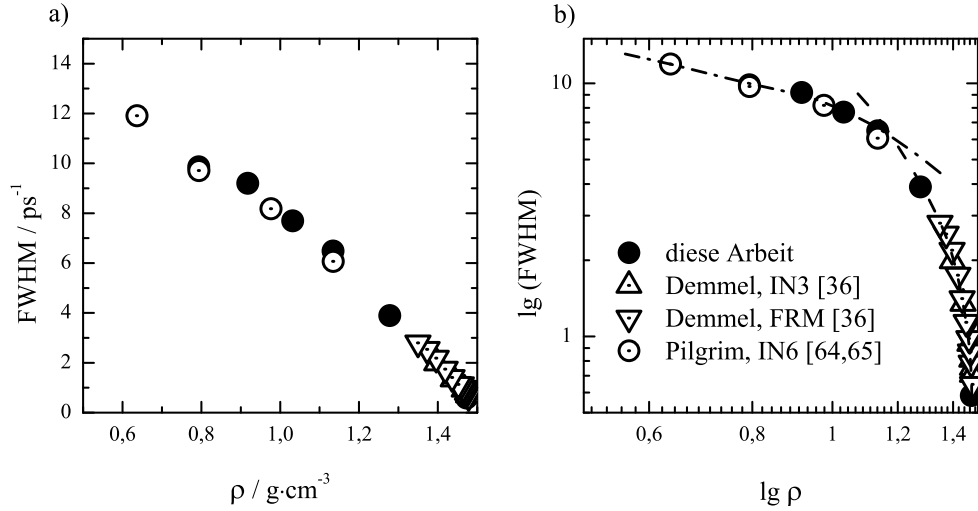 a)
14
12
10
8
6
4
2
0
FWHM / ps⁻¹
0,6
0,8
1,0
1,2
1,4
ρ / g·cm⁻³
b)
10
1
lg (FWHM)
diese Arbeit
Demmel, IN3 [36]
Demmel, FRM [36]
Pilgrim, IN6 [64,65]
0,6
0,8
1
1,2
1,4
lg ρ